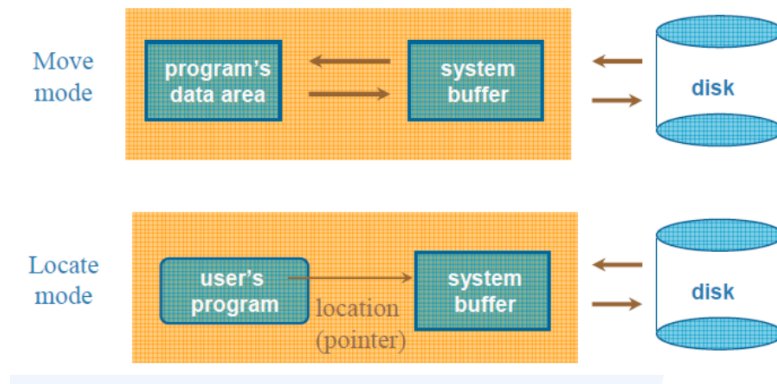 Move
mode
program's
data area
system
buffer
disk
Locate
mode
user's
program
location
(pointer)
system
buffer
disk